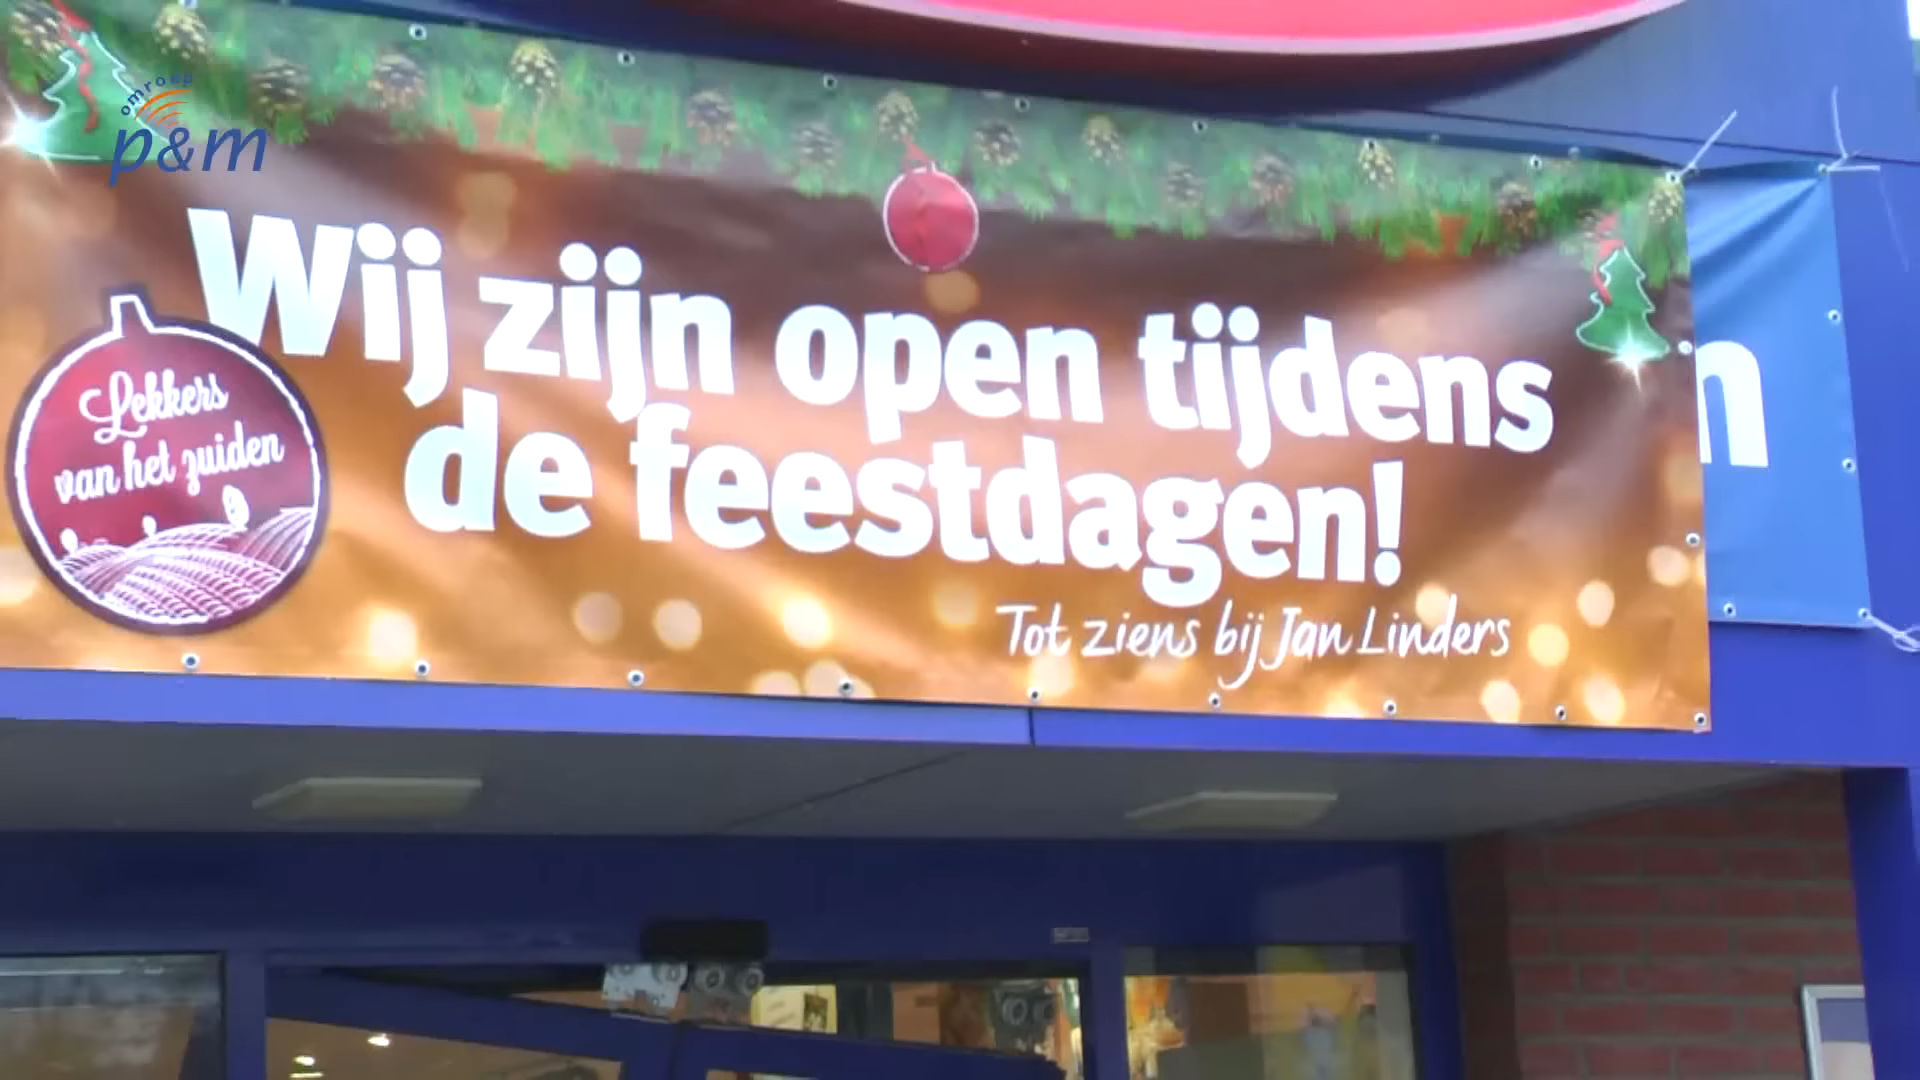 omroep
p&m
Wij zijn open tijdens
de feestdagen!
Lekkers
van het zuiden
Tot ziens bij Jan Linders
n